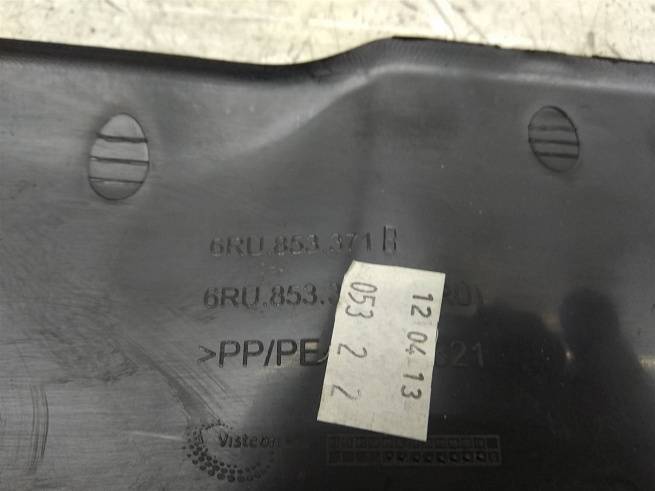 6RU.853.371 B
6RU.853.
>PP/PE
12 04 13
053 2 2
Visteon